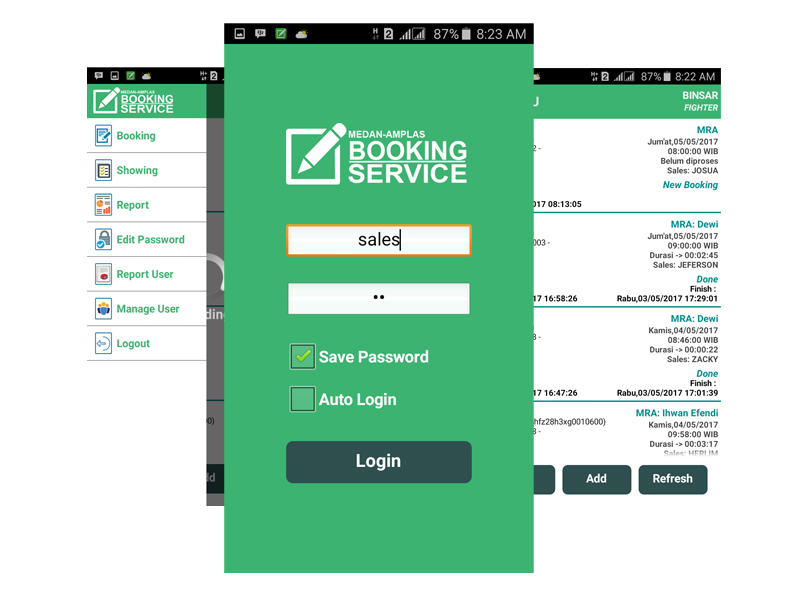 87% 8:23 AM
MEDAN-AMPLAS
BOOKING
SERVICE
sales
Save Password
Auto Login
Login
MEDAN-AMPLAS
BOOKING
SERVICE
Booking
Showing
Report
Edit Password
Report User
Manage User
Logout
87% 8:22 AM
BINSAR
FIGHTER
MRA
Jum'at,05/05/2017
08:00:00 WIB
Belum diproses
Sales: JOSUA
New Booking
017 08:13:05
MRA: Dewi
Jum'at,05/05/2017
003 - 09:00:00 WIB
Durasi -> 00:02:45
Sales: JEFERSON
Done
Finish :
17 16:58:26 Rabu,03/05/2017 17:29:01
MRA: Dewi
Kamis,04/05/2017
08:46:00 WIB
Durasi -> 00:00:22
Sales: ZACKY
Done
Finish :
17 16:47:26 Rabu,03/05/2017 17:01:39
MRA: Ihwan Efendi
hfz28h3xg0010600) Kamis,04/05/2017
8 - 09:58:00 WIB
Durasi -> 00:03:17
Sales: HERLIM
Add
Refresh